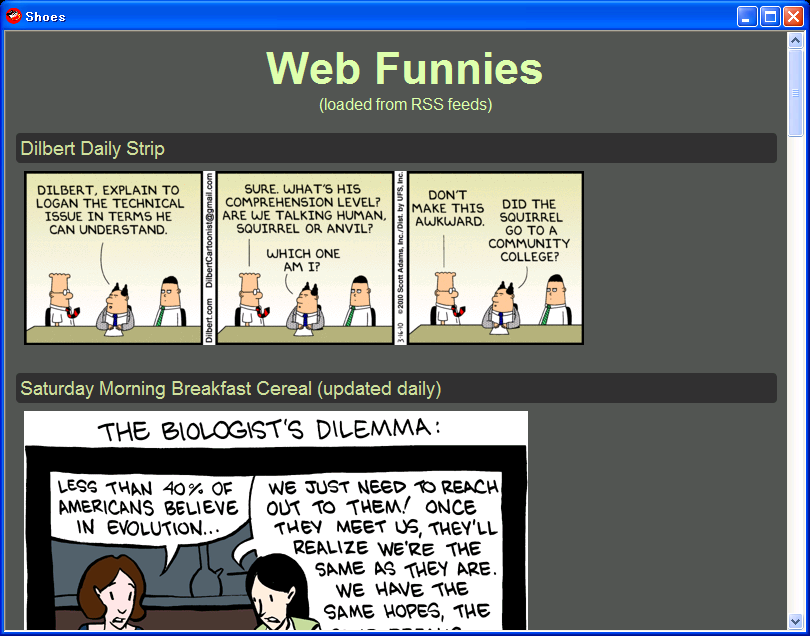 Shoes
Web Funnies
(loaded from RSS feeds)
Dilbert Daily Strip
DILBERT, EXPLAIN TO
LOGAN THE TECHNICAL
ISSUE IN TERMS HE
CAN UNDERSTAND.
Dilbert.com DilbertCartoonist@gmail.com
SURE. WHAT'S HIS
COMPREHENSION LEVEL?
ARE WE TALKING HUMAN,
SQUIRREL OR ANVIL?
WHICH ONE
AM I?
3-16-10 ©2010 Scott Adams, Inc./Dist. by UFS, Inc.
DON'T
MAKE THIS
AWKWARD.
DID THE
SQUIRREL
GO TO A
COMMUNITY
COLLEGE?
Saturday Morning Breakfast Cereal (updated daily)
THE BIOLOGIST'S DILEMMA:
LESS THAN 40% OF
AMERICANS BELIEVE
IN EVOLUTION...
WE JUST NEED TO REACH
OUT TO THEM! ONCE
THEY MEET US, THEY'LL
REALIZE WE'RE THE
SAME AS THEY ARE.
WE HAVE THE
SAME HOPES, THE